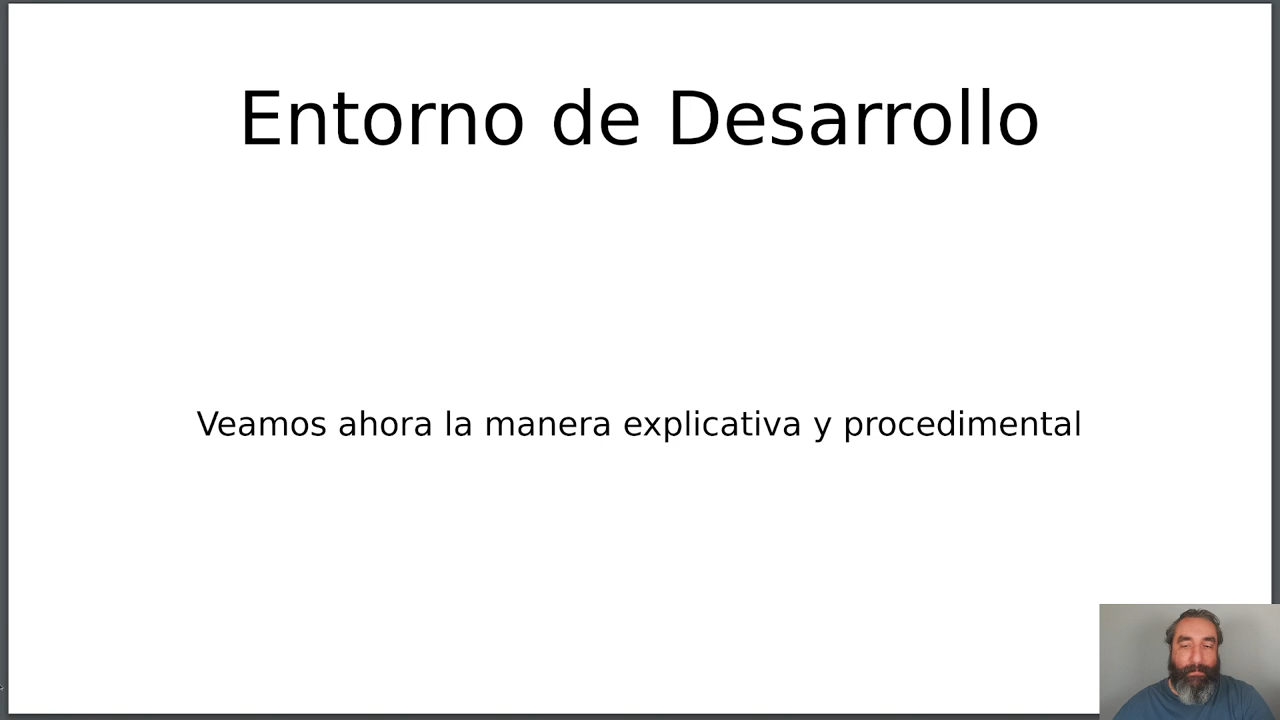 Entorno de Desarrollo
Veamos ahora la manera explicativa y procedimental